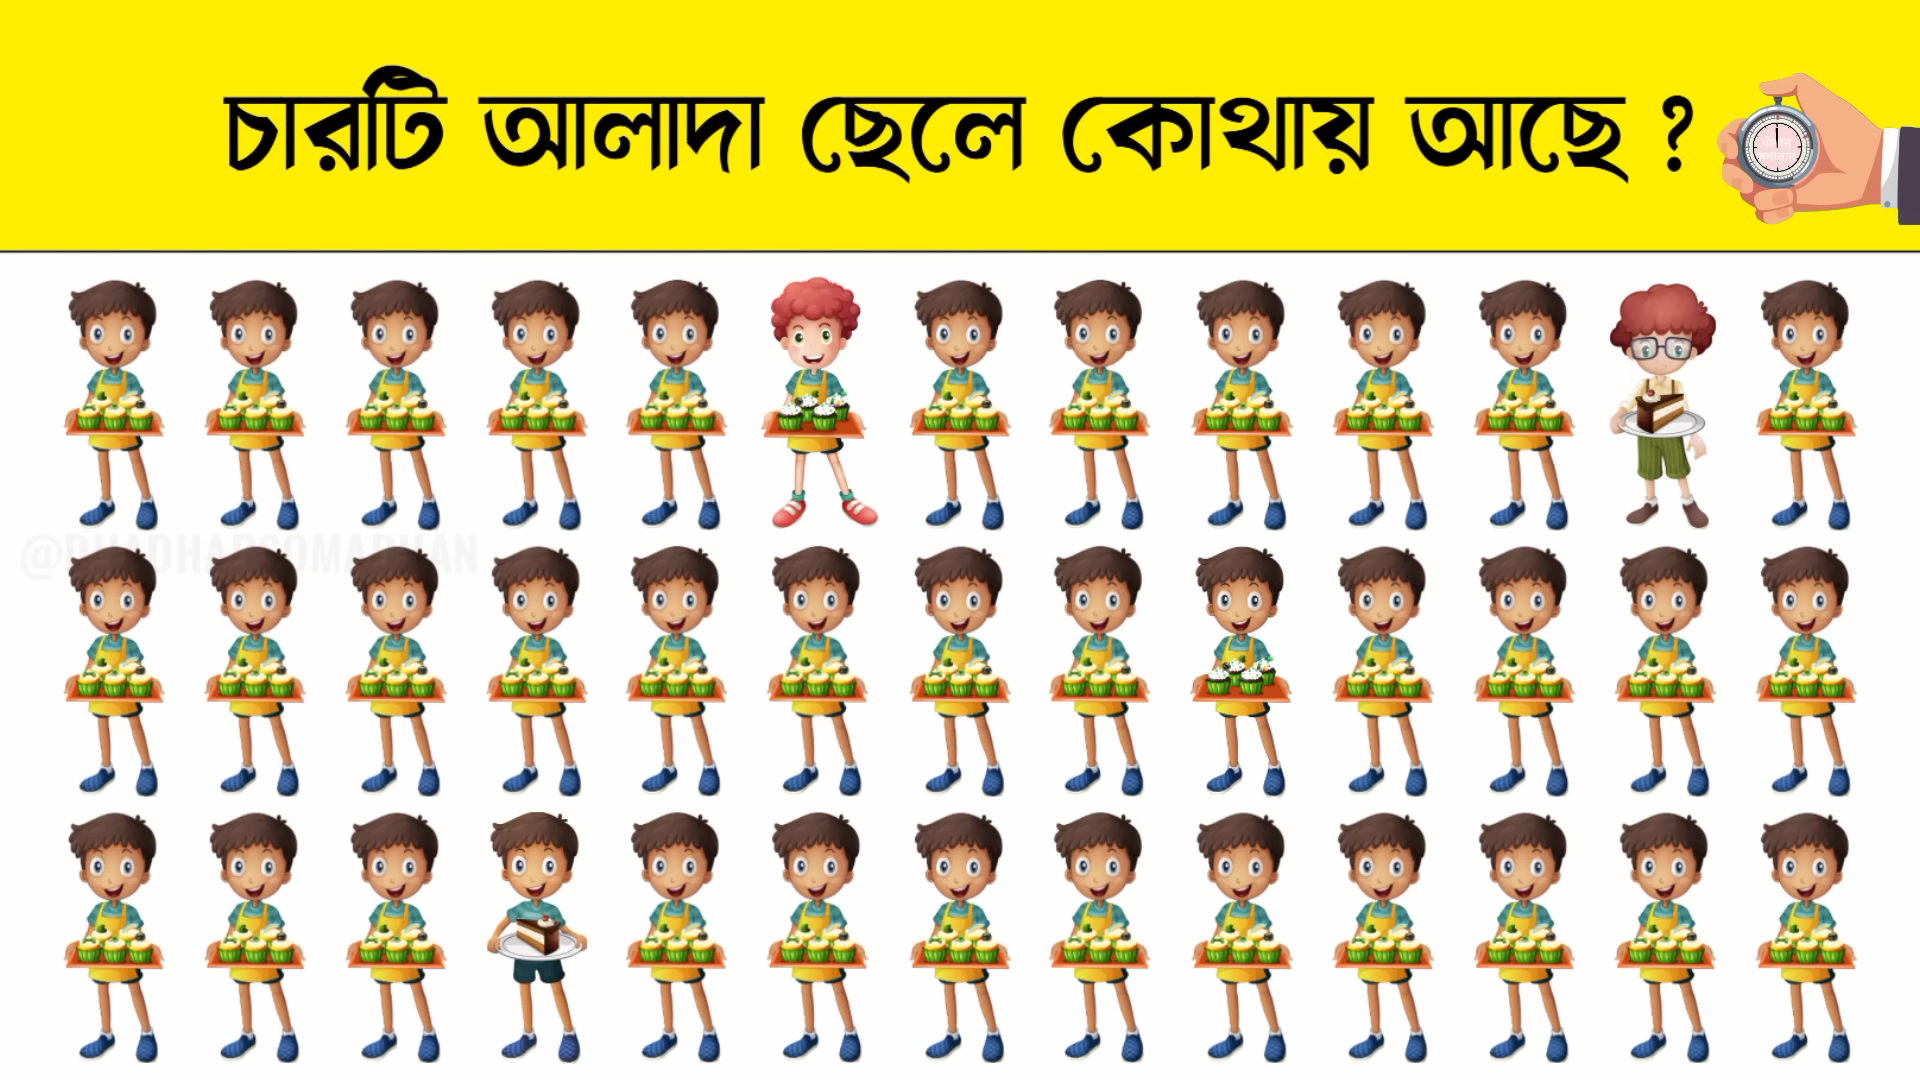 চারটি আলাদা ছেলে কোথায় আছে ?